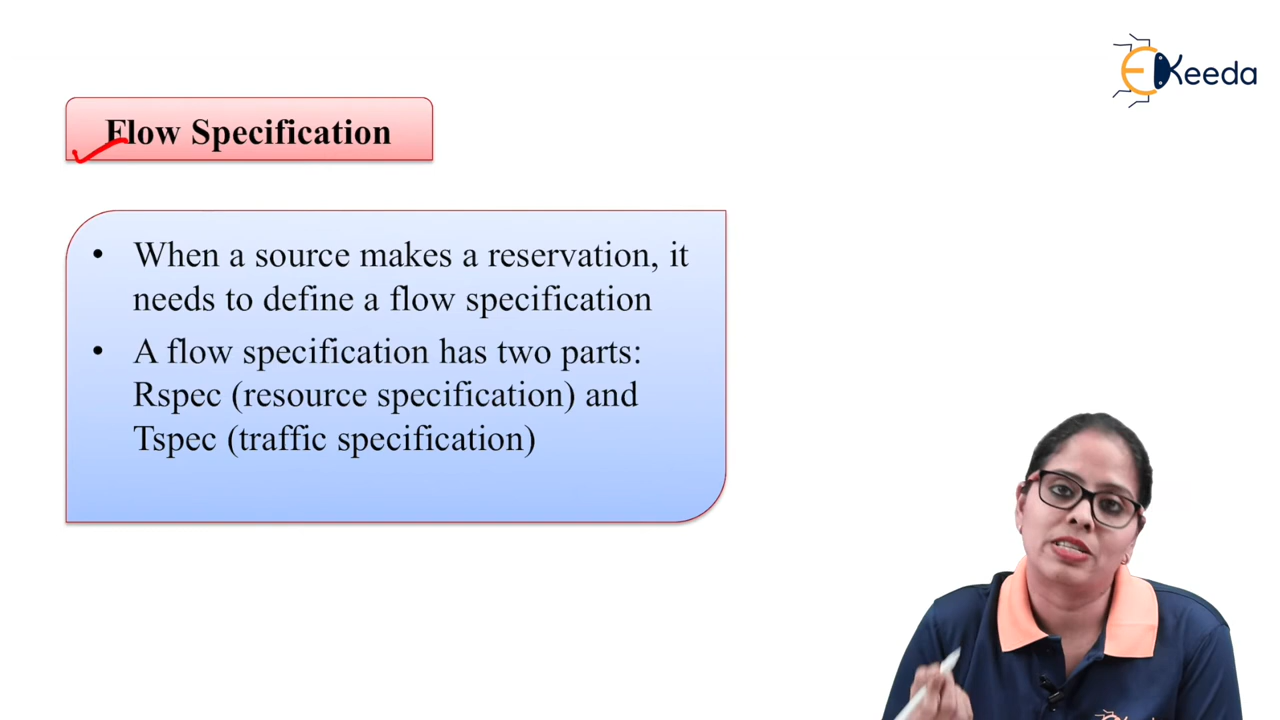 EKeeda
Flow Specification
• When a source makes a reservation, it
needs to define a flow specification
• A flow specification has two parts:
Rspec (resource specification) and
Tspec (traffic specification)